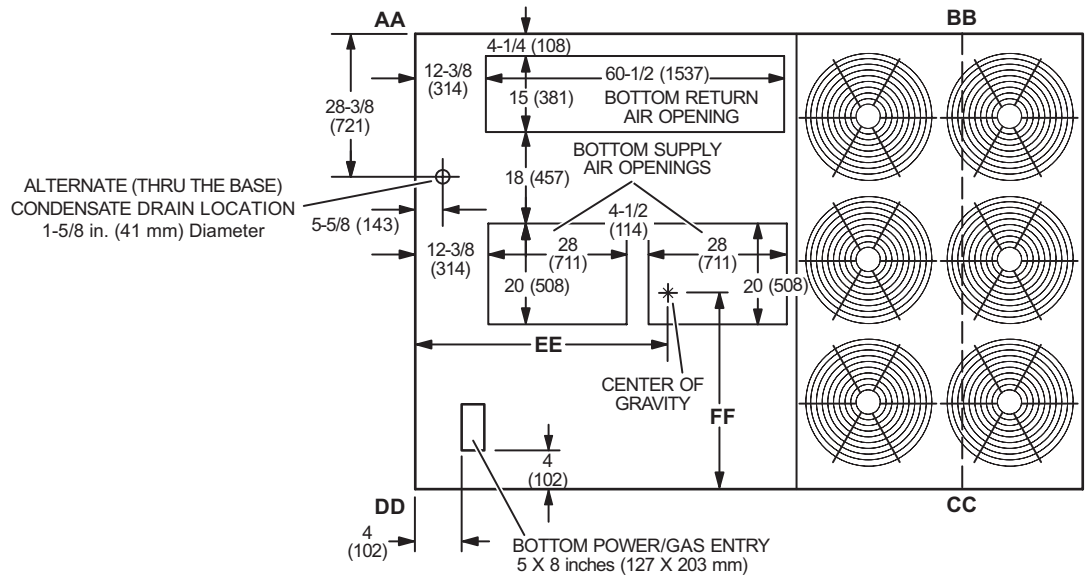 AA
BB
4-1/4 (108)
12-3/8
(314)
60-1/2 (1537)
28-3/8
(721)
15 (381)
BOTTOM RETURN
AIR OPENING
BOTTOM SUPPLY
AIR OPENINGS
18 (457)
ALTERNATE (THRU THE BASE)
CONDENSATE DRAIN LOCATION
1-5/8 in. (41 mm) Diameter
5-5/8 (143)
4-1/2
(114)
12-3/8
(314)
28
(711)
28
(711)
20 (508)
20 (508)
EE
CENTER OF
GRAVITY
FF
4
(102)
DD
CC
4
(102)
BOTTOM POWER/GAS ENTRY
5 X 8 inches (127 X 203 mm)